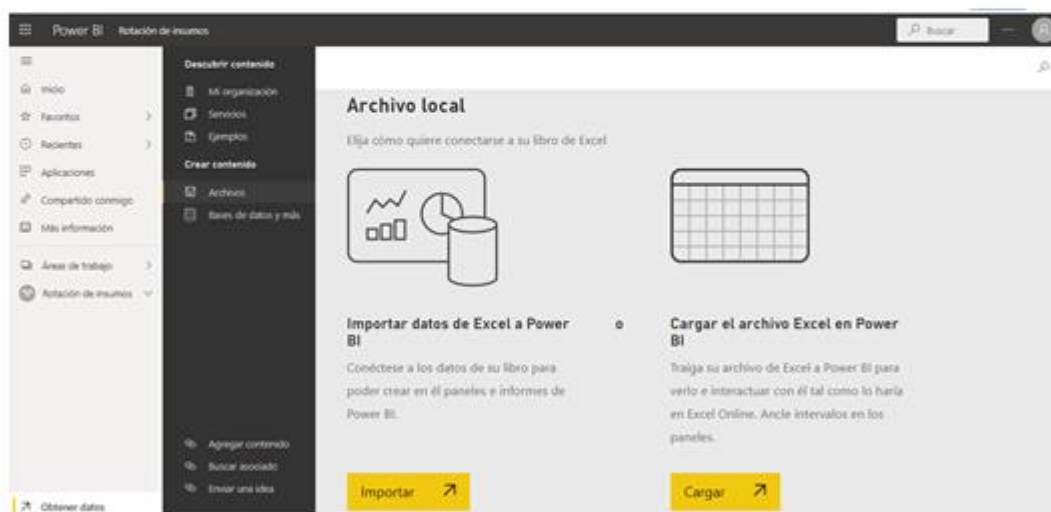 Power BI Rotación de insumos
Buscar
Inicio
Favoritos
Recientes
Aplicaciones
Compartido conmigo
Más información
Áreas de trabajo
Rotación de insumos
Obtener datos
Descubrir contenido
Mi organización
Servicios
Ejemplos
Crear contenido
Archivos
Bases de datos y más
Agregar contenido
Buscar asociado
Enviar una idea
Archivo local
Elija cómo quiere conectarse a su libro de Excel
Importar datos de Excel a Power
BI
Conéctese a los datos de su libro para
poder crear en él paneles e informes de
Power BI.
Importar
o
Cargar el archivo Excel en Power
BI
Traiga su archivo de Excel a Power BI para
verlo e interactuar con él tal como lo haría
en Excel Online. Ancle intervalos en los
paneles.
Cargar